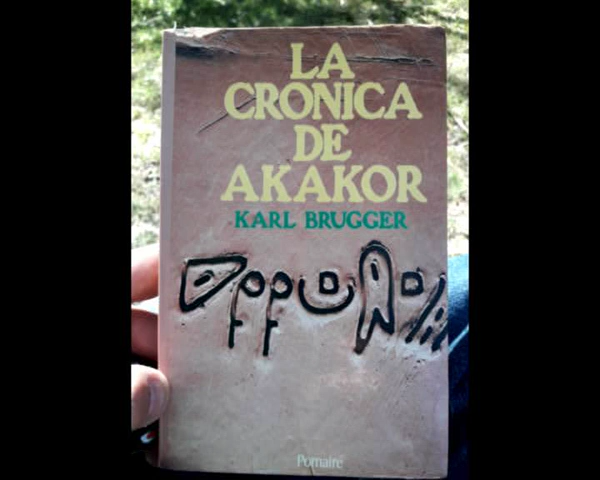 LA
CRONICA
DE
AKAKOR
KARL BRUGGER
Pomaire